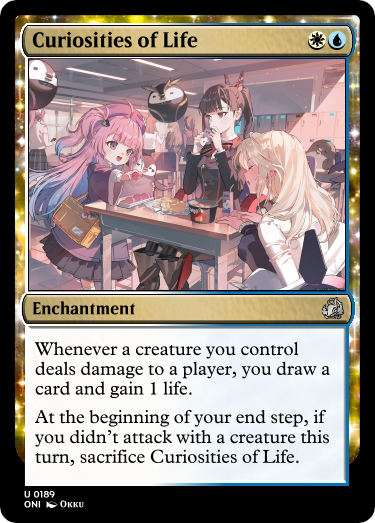 Curiosities of Life
Enchantment
Whenever a creature you control
deals damage to a player, you draw a
card and gain 1 life.
At the beginning of your end step, if
you didn't attack with a creature this
turn, sacrifice Curiosities of Life.
U 0189
ONI Okku